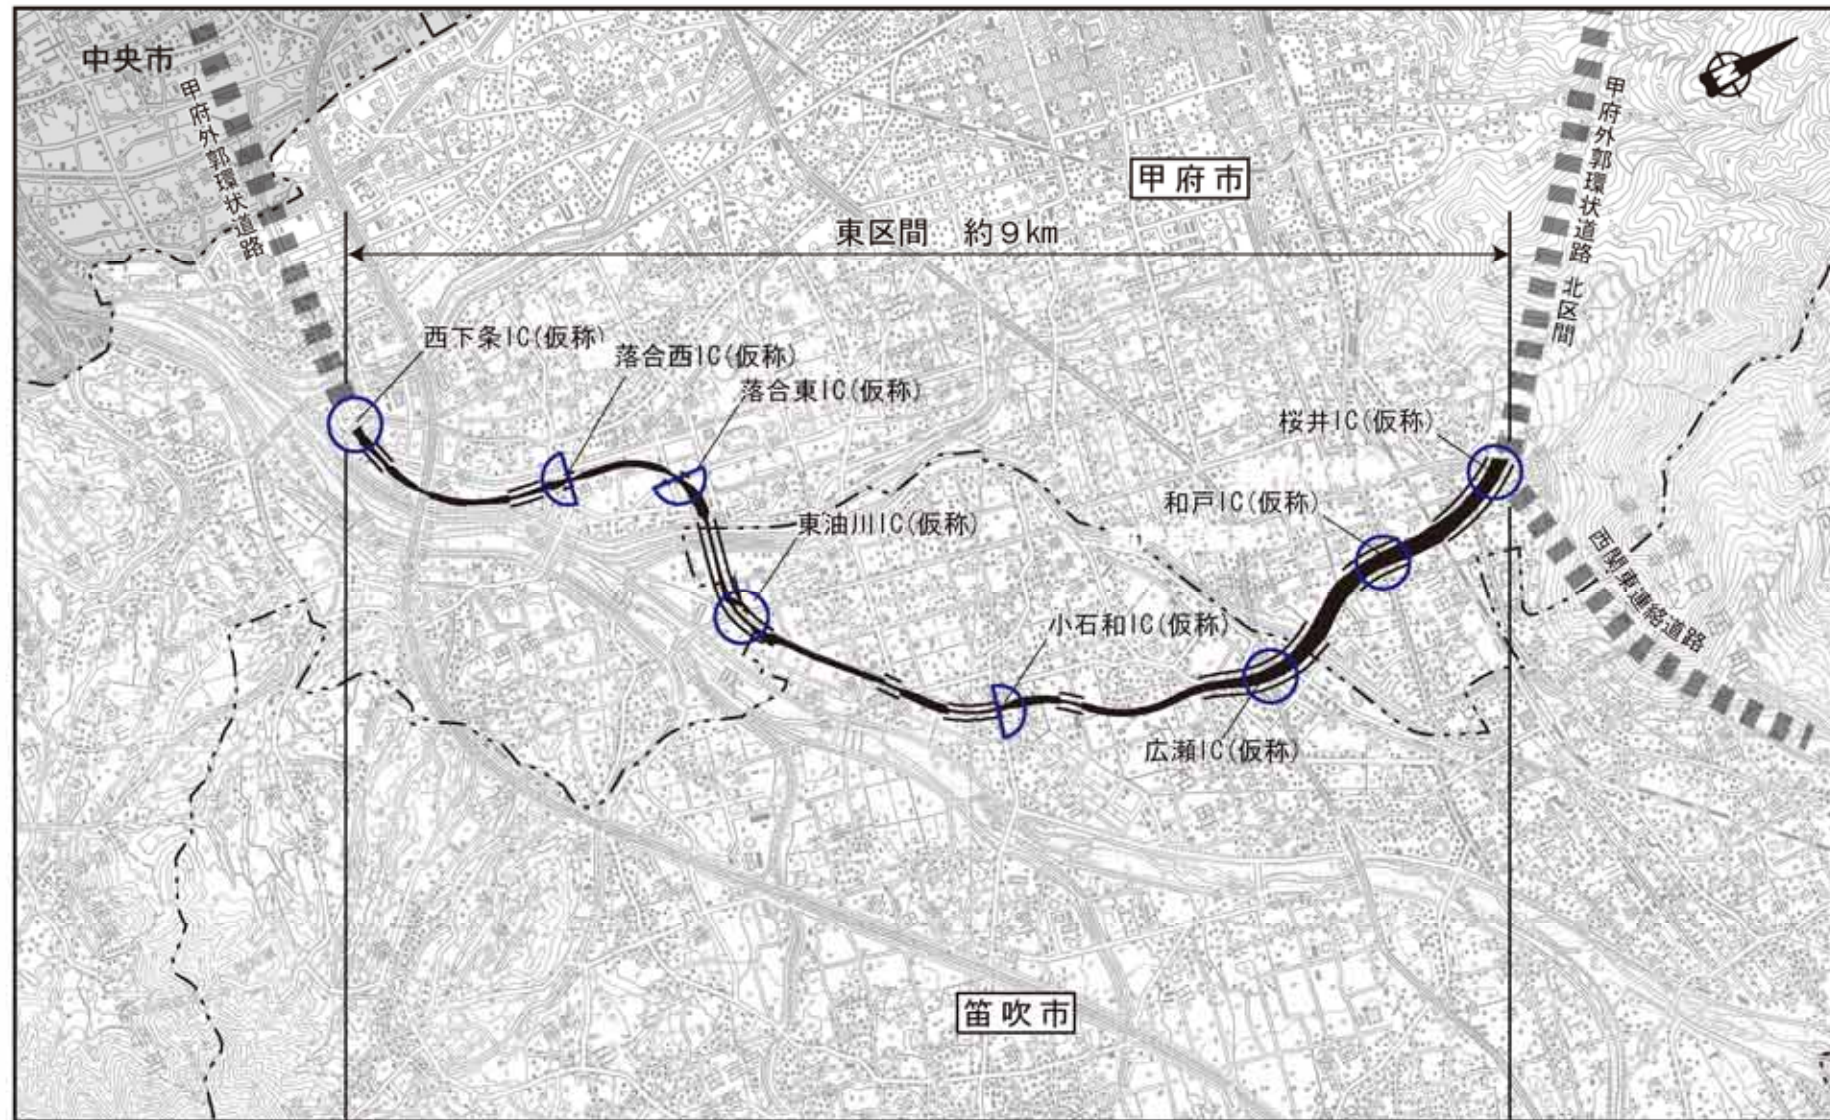 中央市
甲府外郭環状道路
甲府外郭環状道路 北区間
N
甲府市
東区間 約9km
西下条IC(仮称)
落合西IC(仮称)
落合東IC(仮称)
桜井IC(仮称)
和戸IC(仮称)
東油川IC(仮称)
西関東連絡道路
小石和IC(仮称)
広瀬IC(仮称)
笛吹市